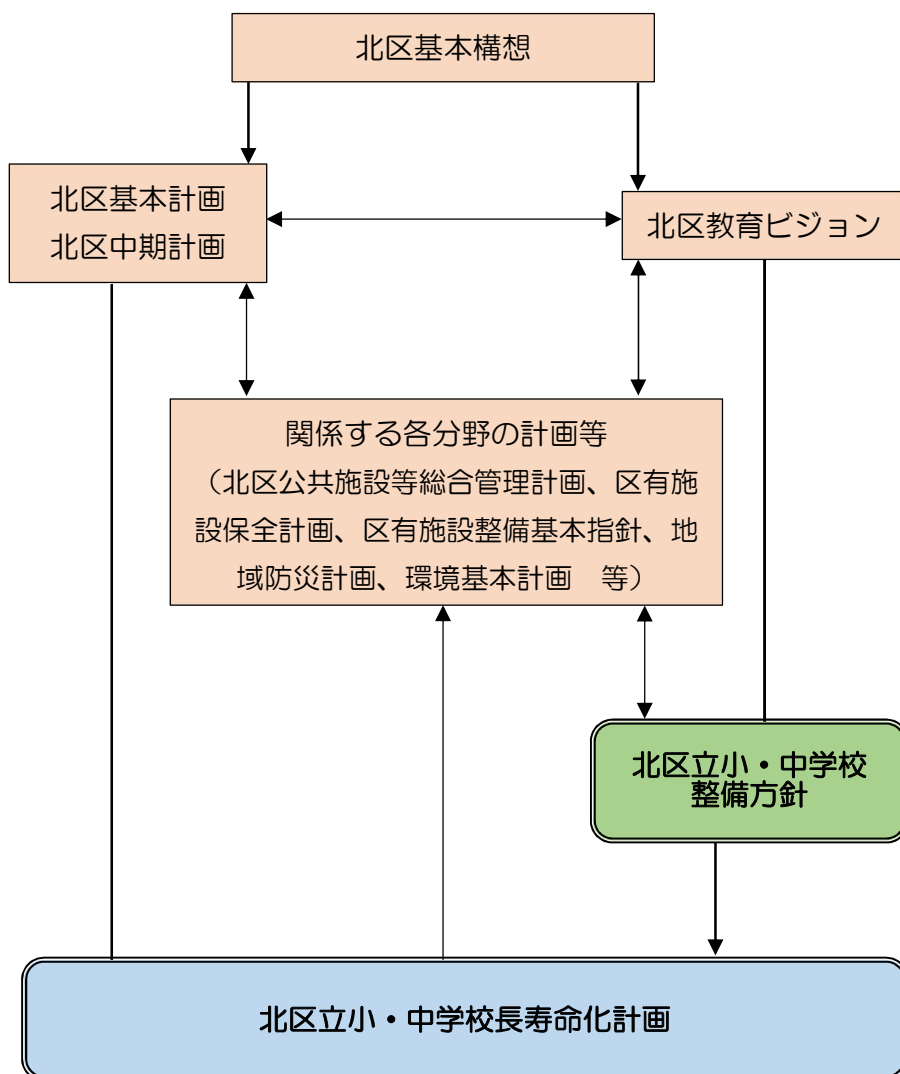 北区基本構想
北区基本計画
北区中期計画
北区教育ビジョン
関係する各分野の計画等
（北区公共施設等総合管理計画、区有施
設保全計画、区有施設整備基本指針、地
域防災計画、環境基本計画　等）
北区立小・中学校
整備方針
北区立小・中学校長寿命化計画